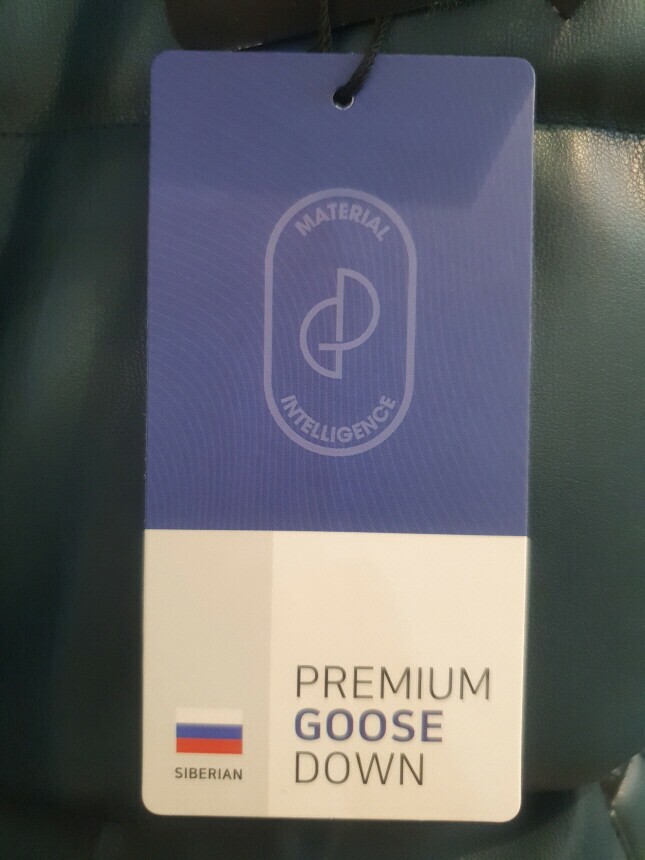 MATERIAL
INTELLIGENCE
PREMIUM
GOOSE
DOWN
SIBERIAN